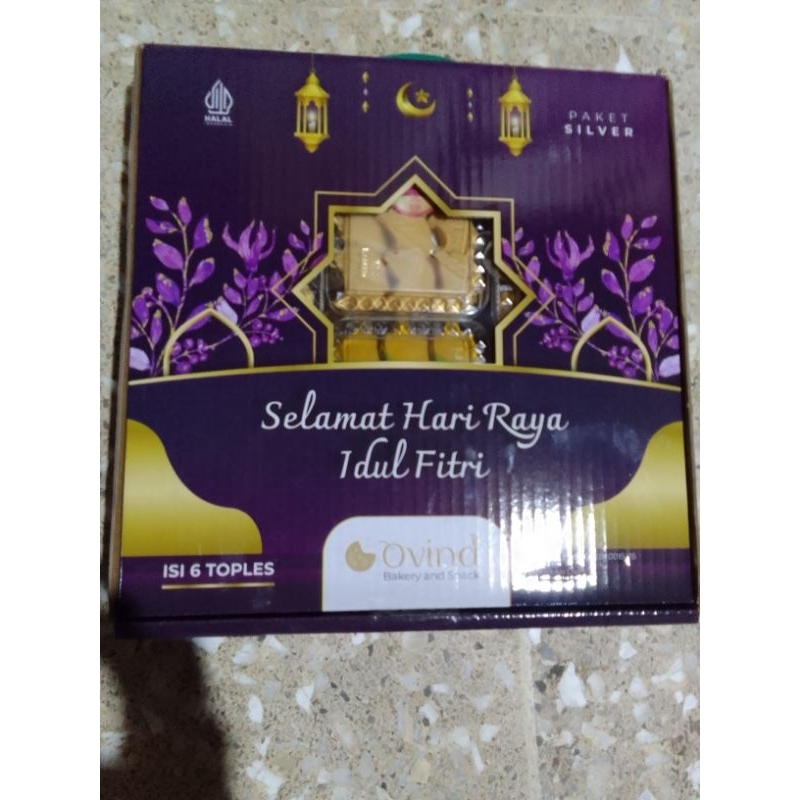 HALAL
PAKET
SILVER
Selamat Hari Raya
Idul Fitri
Ovind
Bakery and Snack
ISI 6 TOPLES